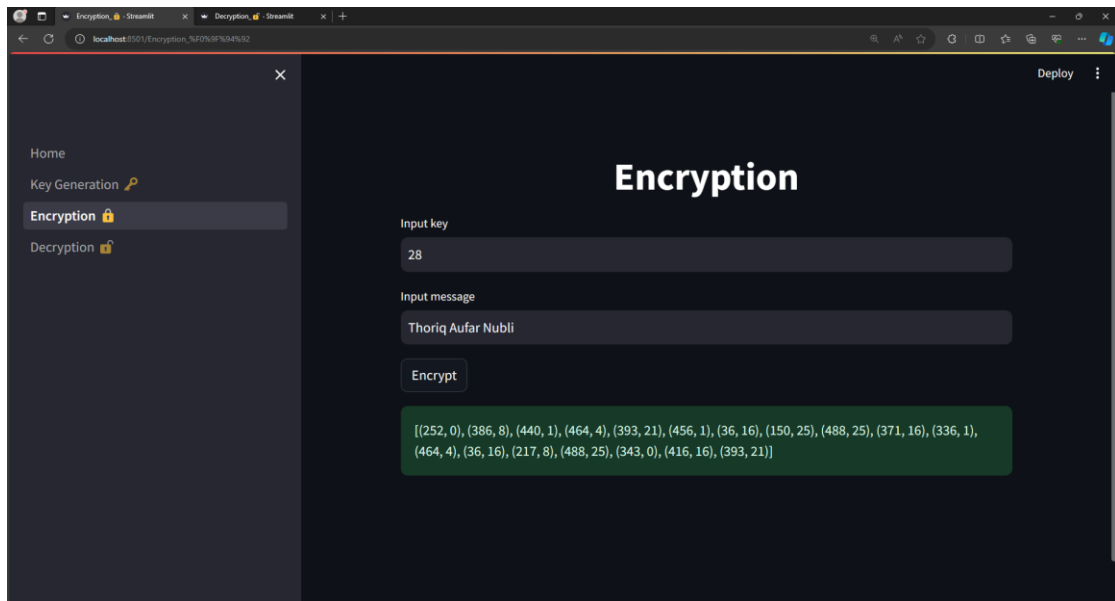 Encryption_🔒 - Streamlit
Decryption_🔓 - Streamlit
localhost:8501/Encryption_%F0%9F%94%92
Deploy
Home
Key Generation 🔑
Encryption 🔒
Decryption 🔓
Encryption
Input key
28
Input message
Thoriq Aufar Nubli
Encrypt
[(252, 0), (386, 8), (440, 1), (464, 4), (393, 21), (456, 1), (36, 16), (150, 25), (488, 25), (371, 16), (336, 1),
(464, 4), (36, 16), (217, 8), (488, 25), (343, 0), (416, 16), (393, 21)]